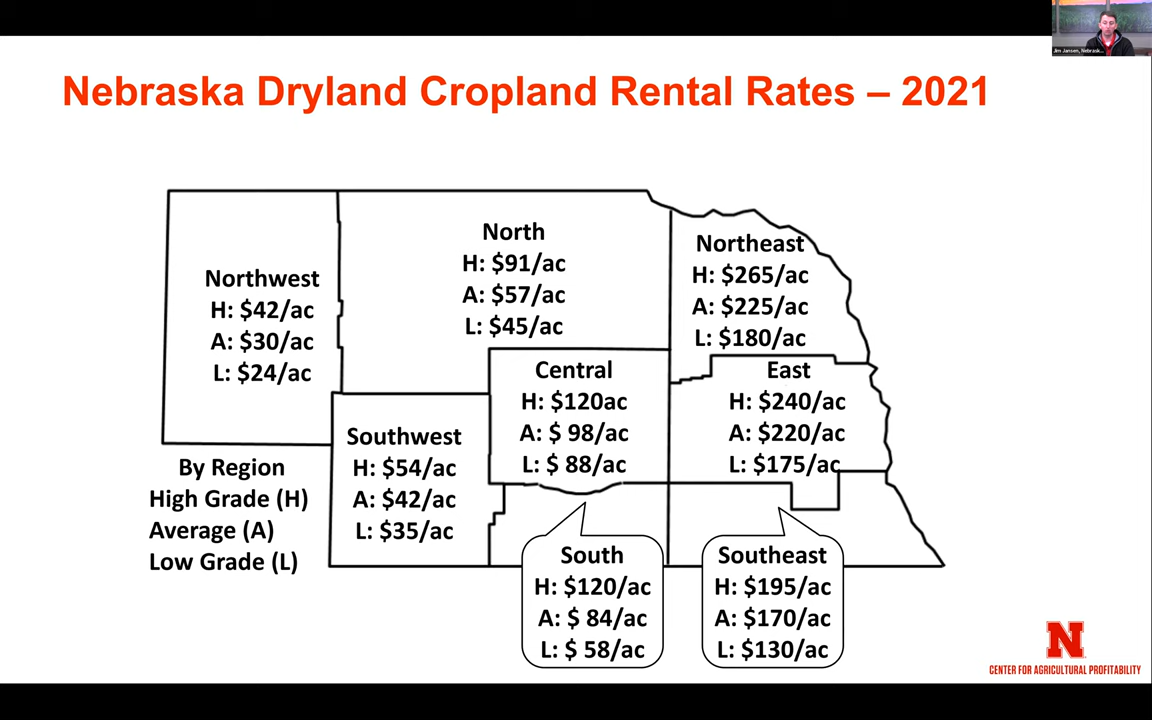 Jim Jansen, Nebrask...
Nebraska Dryland Cropland Rental Rates – 2021
Northwest
H: $42/ac
A: $30/ac
L: $24/ac
North
H: $91/ac
A: $57/ac
L: $45/ac
Northeast
H: $265/ac
A: $225/ac
L: $180/ac
Central
H: $120ac
A: $ 98/ac
L: $ 88/ac
East
H: $240/ac
A: $220/ac
L: $175/ac
Southwest
H: $54/ac
A: $42/ac
L: $35/ac
By Region
High Grade (H)
Average (A)
Low Grade (L)
South
H: $120/ac
A: $ 84/ac
L: $ 58/ac
Southeast
H: $195/ac
A: $170/ac
L: $130/ac
N
CENTER FOR AGRICULTURAL PROFITABILITY